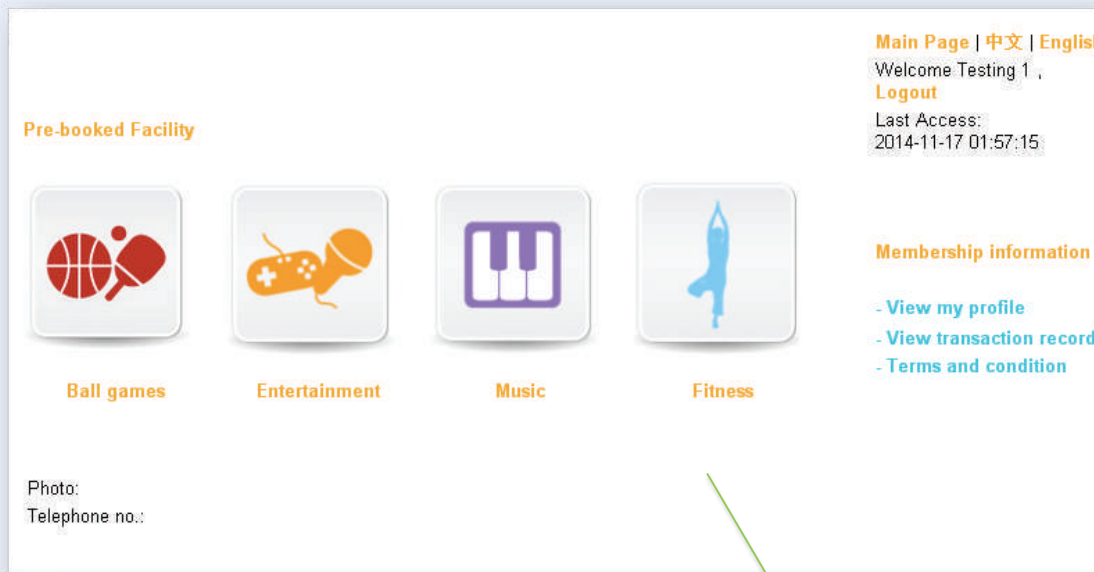 Main Page | 中文 | English
Welcome Testing 1 ,
Logout
Last Access:
2014-11-17 01:57:15
Pre-booked Facility
Ball games
Entertainment
Music
Fitness
Membership information
- View my profile
- View transaction record
- Terms and condition
Photo:
Telephone no.: